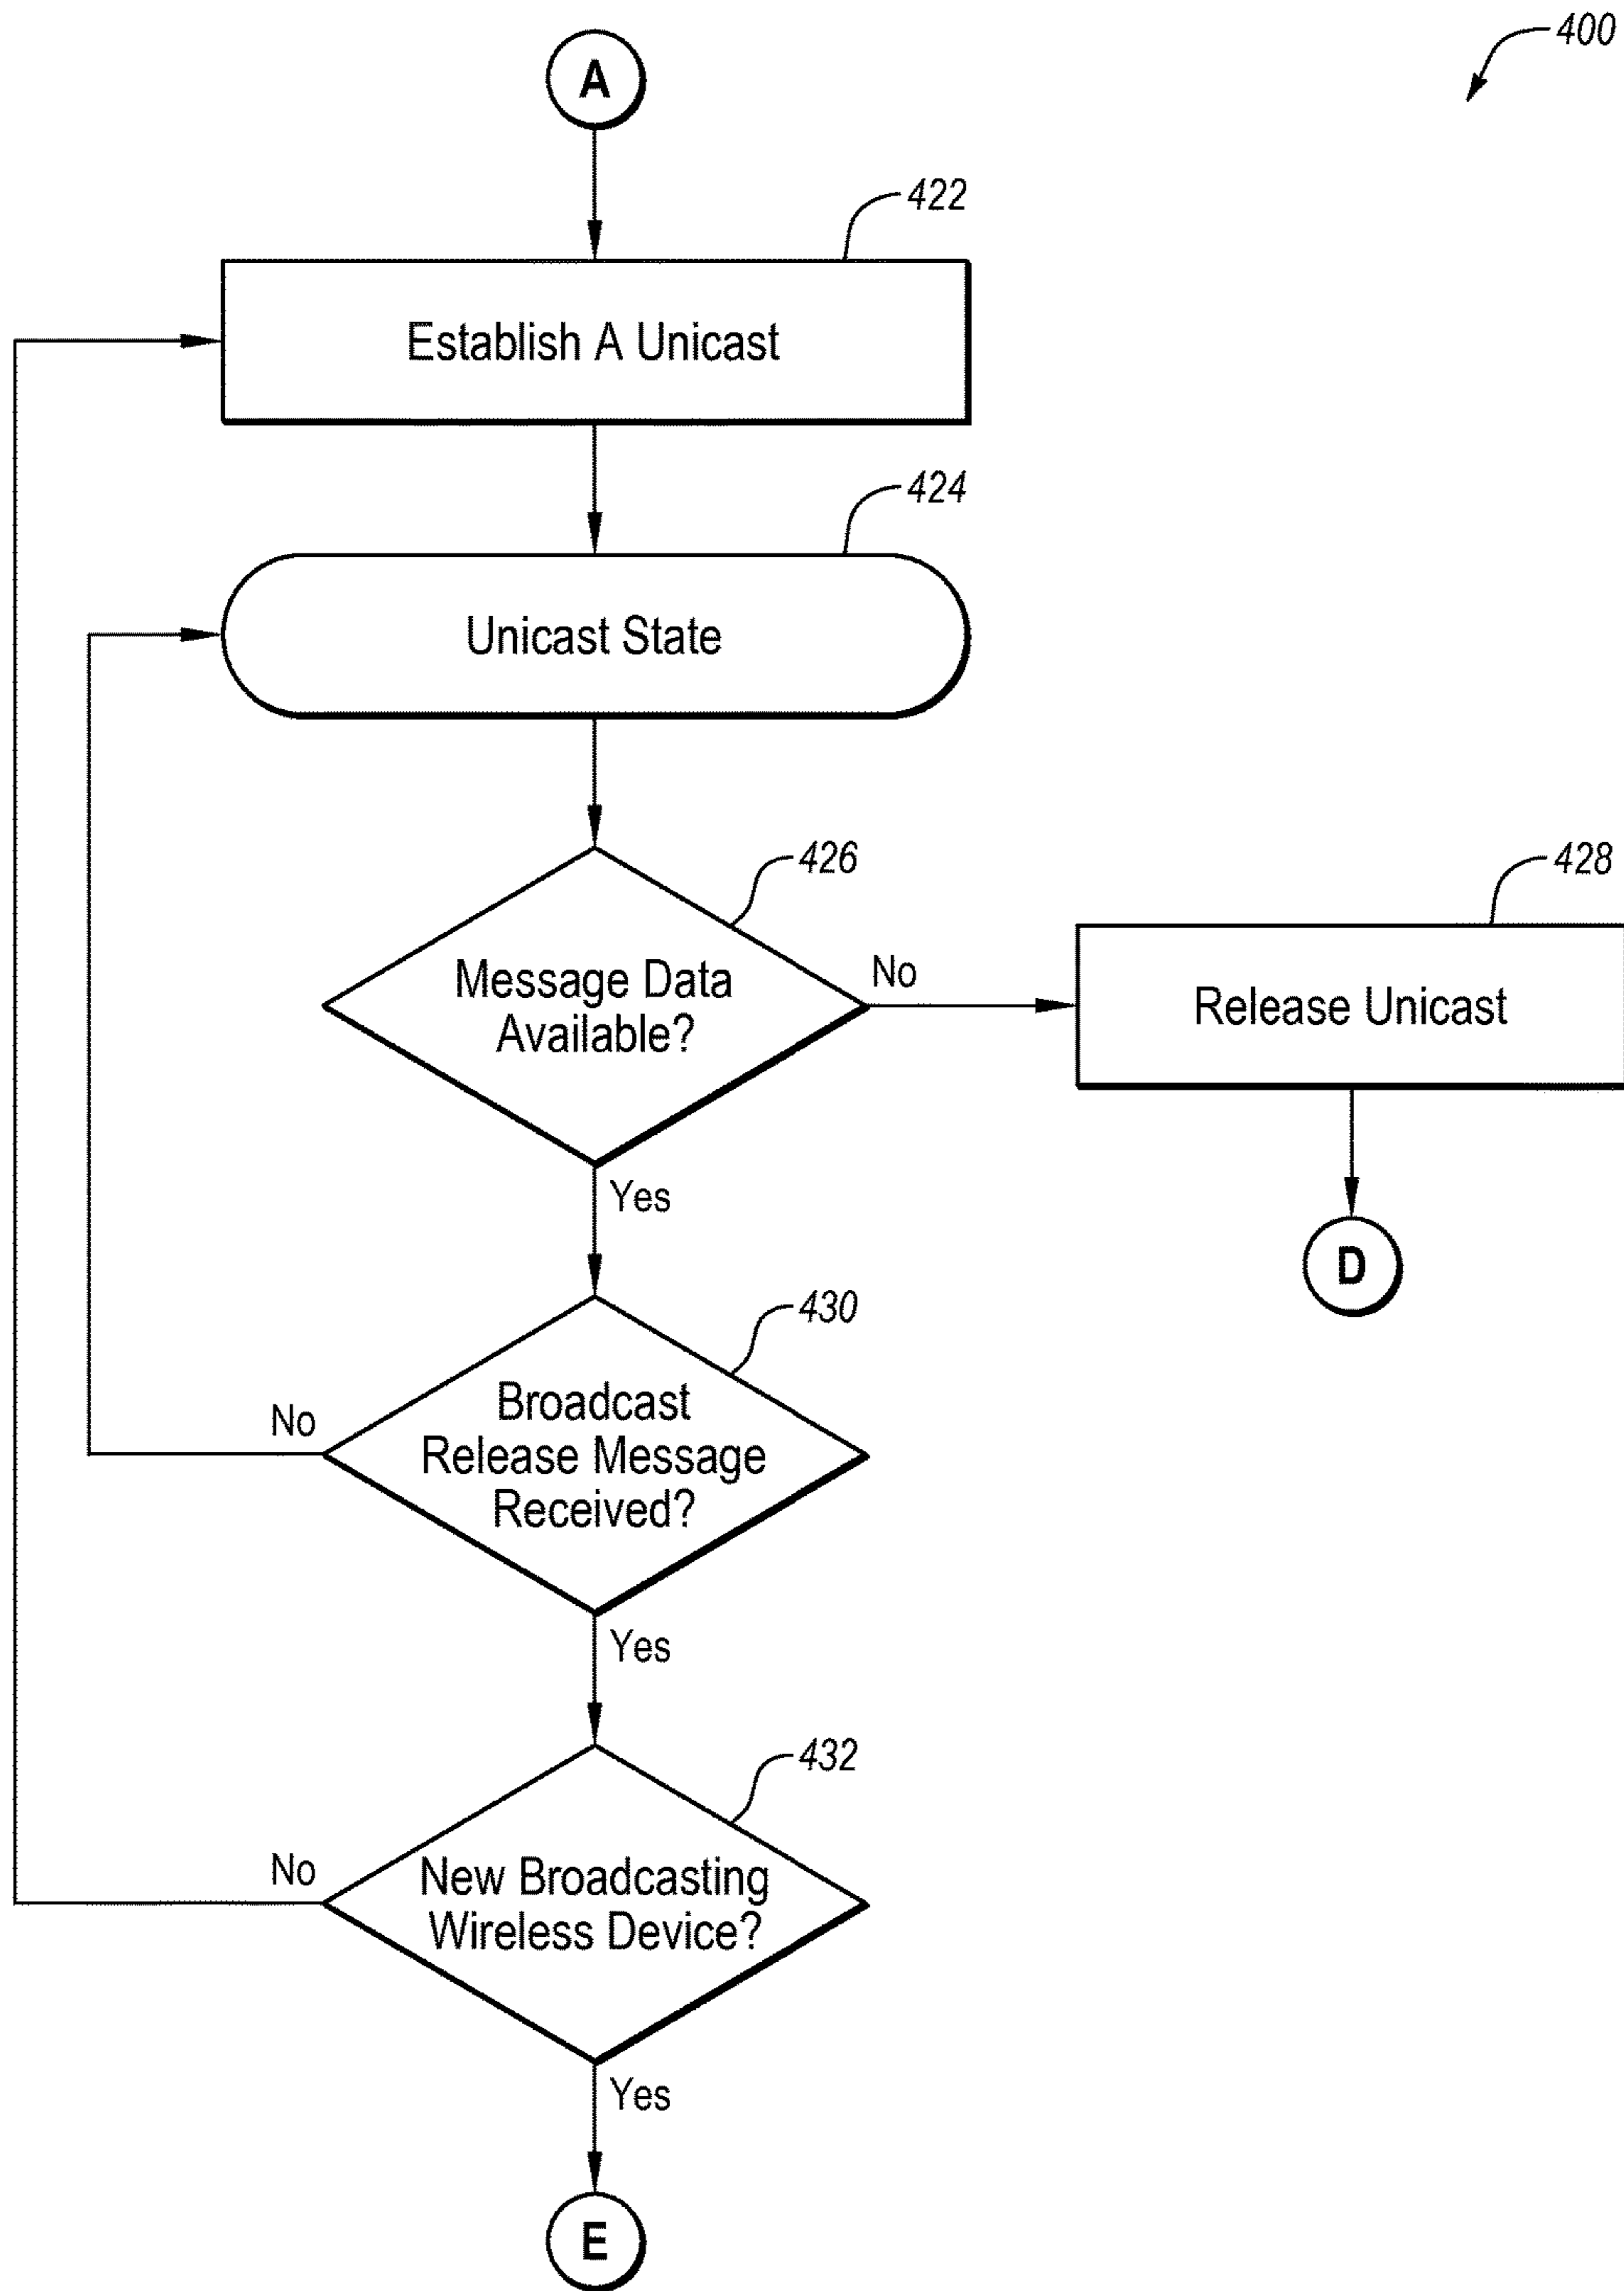 400
A
422
Establish A Unicast
424
Unicast State
426
Message Data
Available?
No
428
Release Unicast
Yes
D
430
Broadcast
Release Message
Received?
No
Yes
432
New Broadcasting
Wireless Device?
No
Yes
E